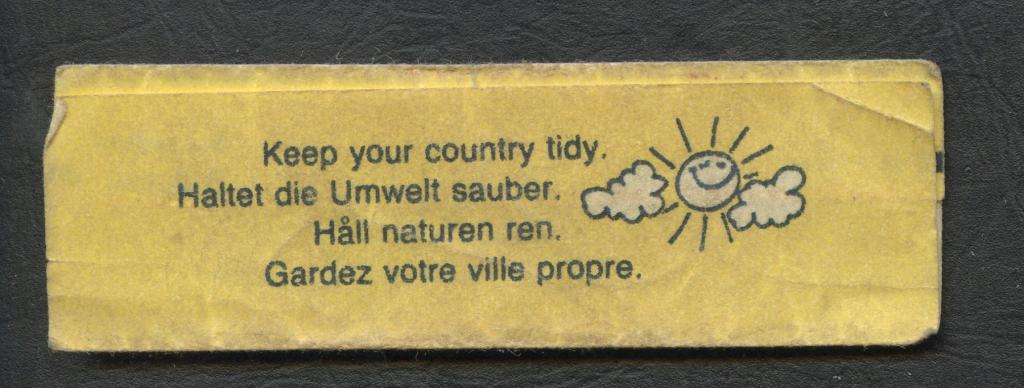 Keep your country tidy.
Haltet die Umwelt sauber.
Håll naturen ren.
Gardez votre ville propre.